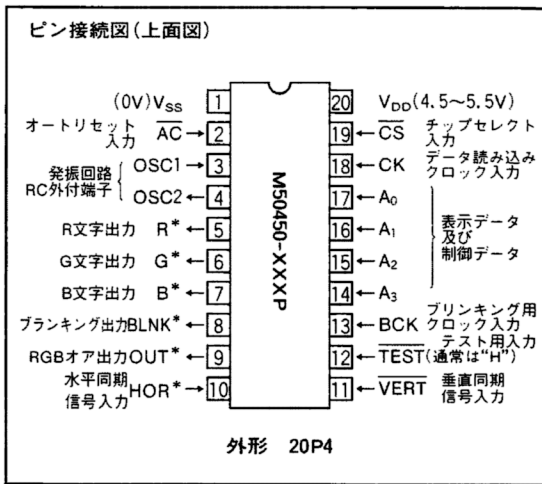 ピン接続図(上面図)
(0V)VSS 1
オートリセット入力 AC 2
発振回路RC外付端子
OSC1 3
OSC2 4
R文字出力 R* 5
G文字出力 G* 6
B文字出力 B* 7
ブランキング出力BLNK* 8
RGBオア出力OUT* 9
水平同期信号入力 HOR* 10
M50450-XXXP
20 VDD(4.5〜5.5V)
19 CS チップセレクト入力
18 CK データ読み込みクロック入力
17 A0
16 A1
15 A2
14 A3
表示データ及び制御データ
13 BCK ブリンキング用クロック入力
12 TEST テスト用入力(通常は“H”)
11 VERT 垂直同期信号入力
外形 20P4